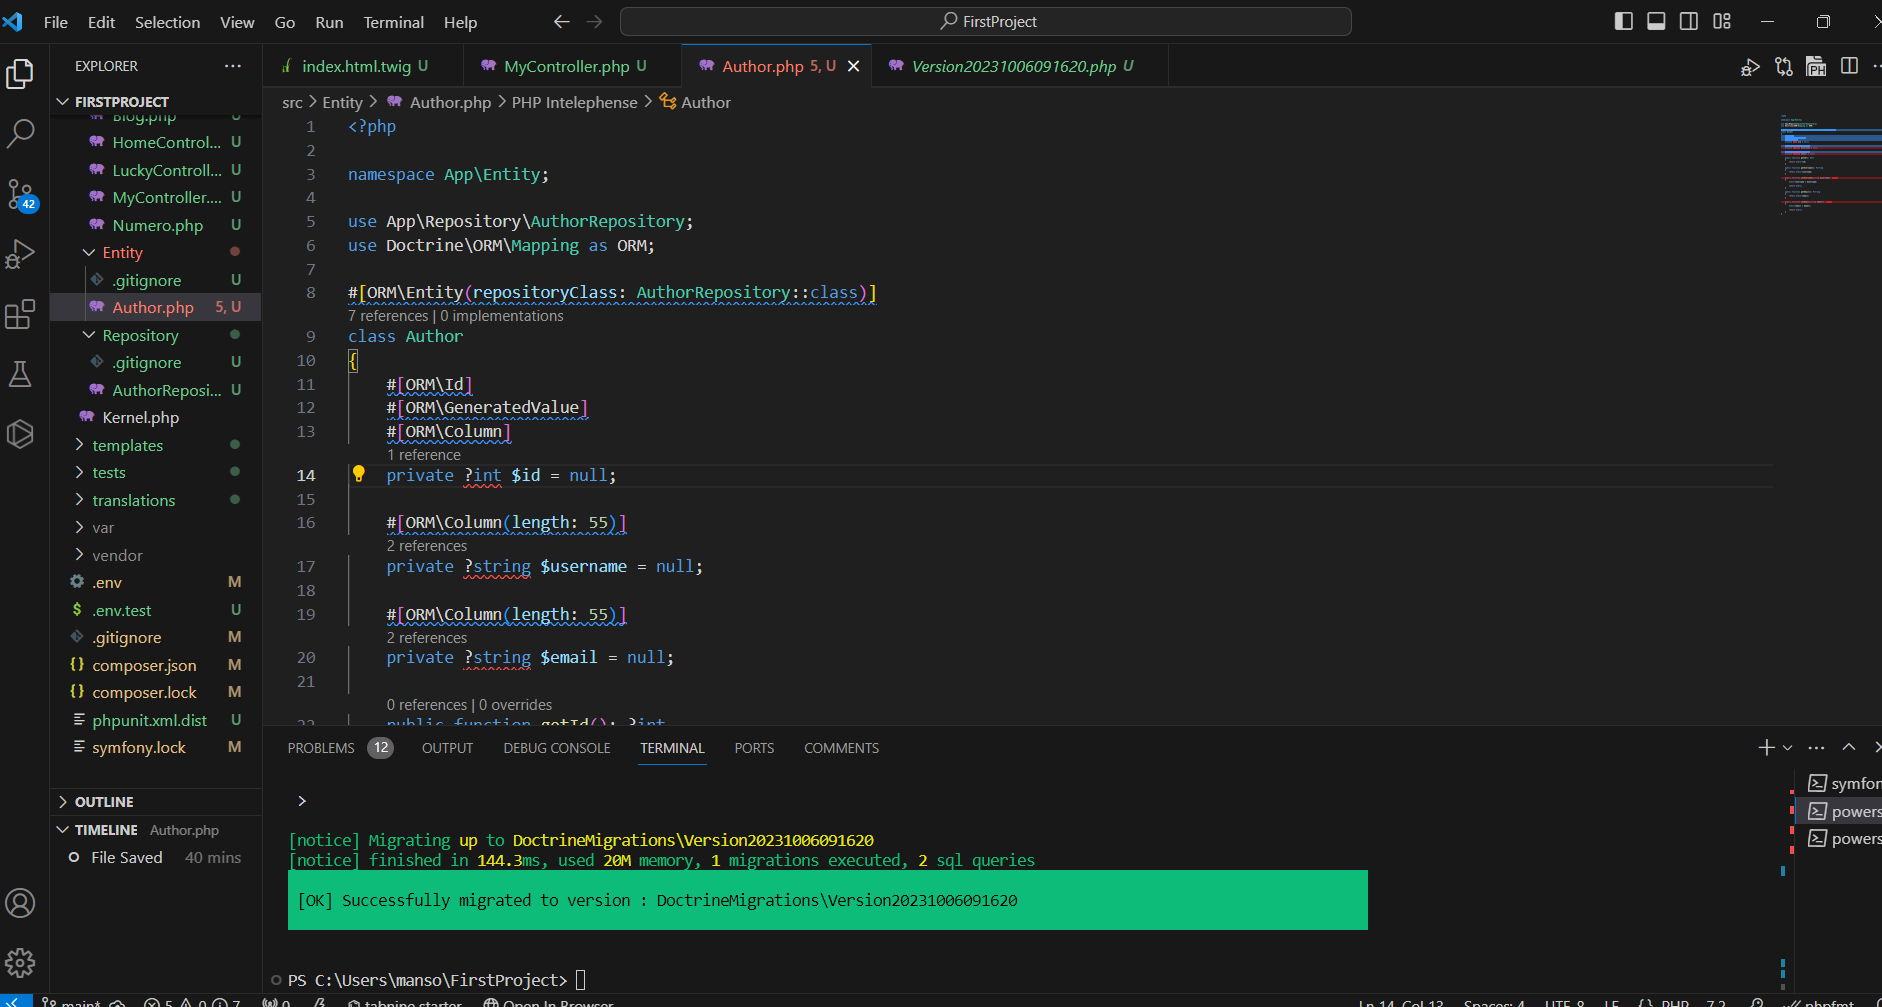 File Edit Selection View Go Run Terminal Help
FirstProject
EXPLORER
FIRSTPROJECT
Blog.php U
HomeControl... U
LuckyControll... U
MyController.... U
Numero.php U
Entity
.gitignore U
Author.php 5, U
Repository
.gitignore U
AuthorReposi... U
Kernel.php
templates
tests
translations
var
vendor
.env M
.env.test U
.gitignore M
composer.json M
composer.lock M
phpunit.xml.dist U
symfony.lock M
OUTLINE
TIMELINE Author.php
File Saved 40 mins
42
index.html.twig U
MyController.php U
Author.php 5, U
Version20231006091620.php U
src > Entity > Author.php > PHP Intelephense > Author
1 <?php
2
3 namespace App\Entity;
4
5 use App\Repository\AuthorRepository;
6 use Doctrine\ORM\Mapping as ORM;
7
8 #[ORM\Entity(repositoryClass: AuthorRepository::class)]
7 references | 0 implementations
9 class Author
10 {
11 #[ORM\Id]
12 #[ORM\GeneratedValue]
13 #[ORM\Column]
1 reference
14 private ?int $id = null;
15
16 #[ORM\Column(length: 55)]
2 references
17 private ?string $username = null;
18
19 #[ORM\Column(length: 55)]
2 references
20 private ?string $email = null;
21
0 references | 0 overrides
22 public function getId(): ?int
PROBLEMS 12 OUTPUT DEBUG CONSOLE TERMINAL PORTS COMMENTS
>
[notice] Migrating up to DoctrineMigrations\Version20231006091620
[notice] finished in 144.3ms, used 20M memory, 1 migrations executed, 2 sql queries
[OK] Successfully migrated to version : DoctrineMigrations\Version20231006091620
PS C:\Users\manso\FirstProject>
symfon
powers
powers
main* 5 0 7 0 tabnine starter Open In Browser Ln 14, Col 13 Spaces: 4 UTF-8 LF {} PHP 7.2 phpfmt